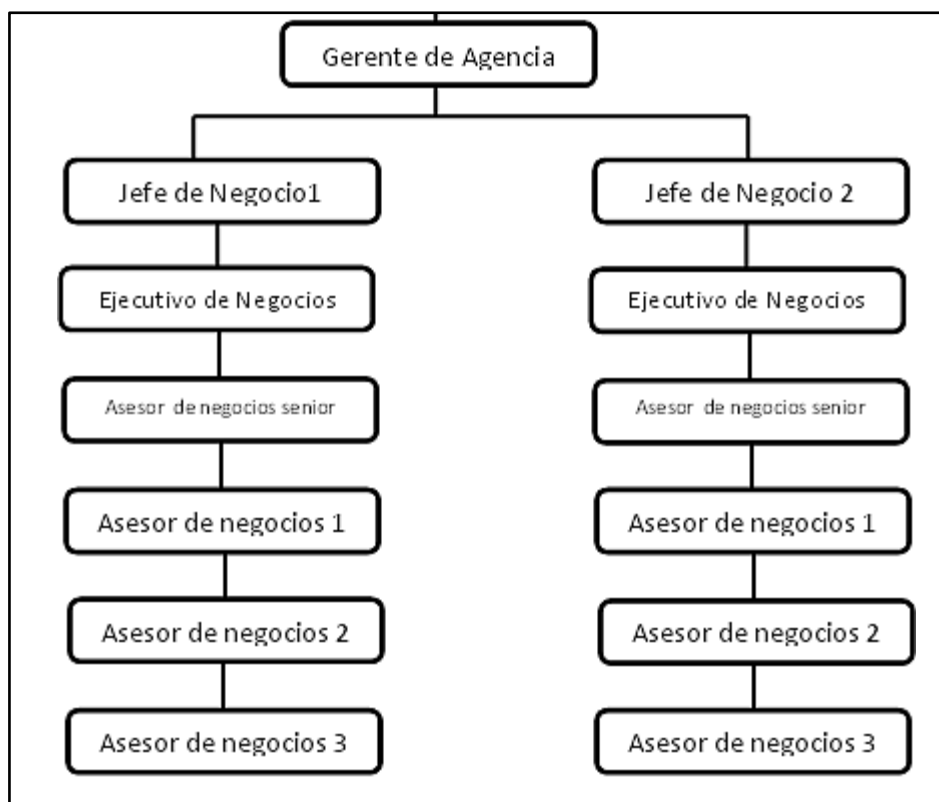 Gerente de Agencia
Jefe de Negocio1
Jefe de Negocio 2
Ejecutivo de Negocios
Ejecutivo de Negocios
Asesor de negocios senior
Asesor de negocios senior
Asesor de negocios 1
Asesor de negocios 1
Asesor de negocios 2
Asesor de negocios 2
Asesor de negocios 3
Asesor de negocios 3